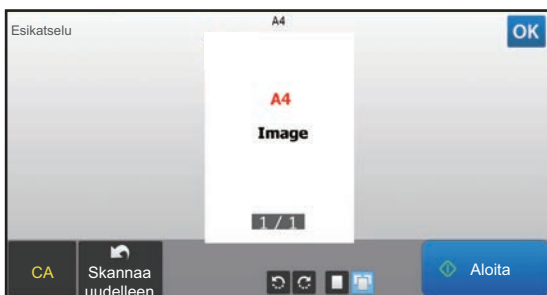 Esikatselu
A4
OK
A4
Image
1 / 1
CA
Skannaa
uudelleen
Aloita